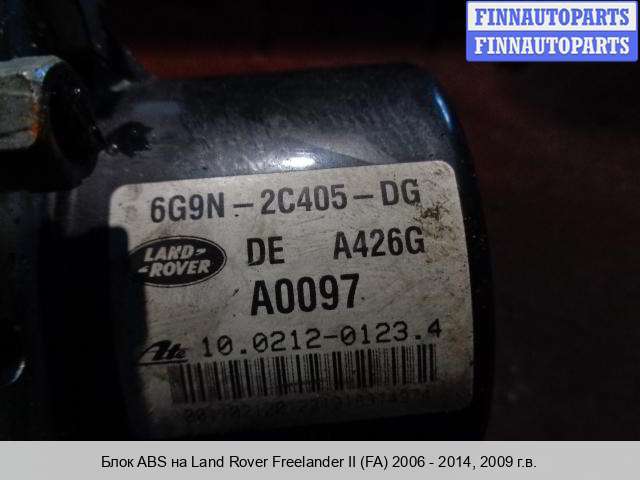 FINNAUTOPARTS
FINNAUTOPARTS
6G9N-2C405-DG
LAND-
-ROVER
DE A426G
A0097
Ate 10.0212-0123.4
Блок ABS на Land Rover Freelander II (FA) 2006 - 2014, 2009 г.в.